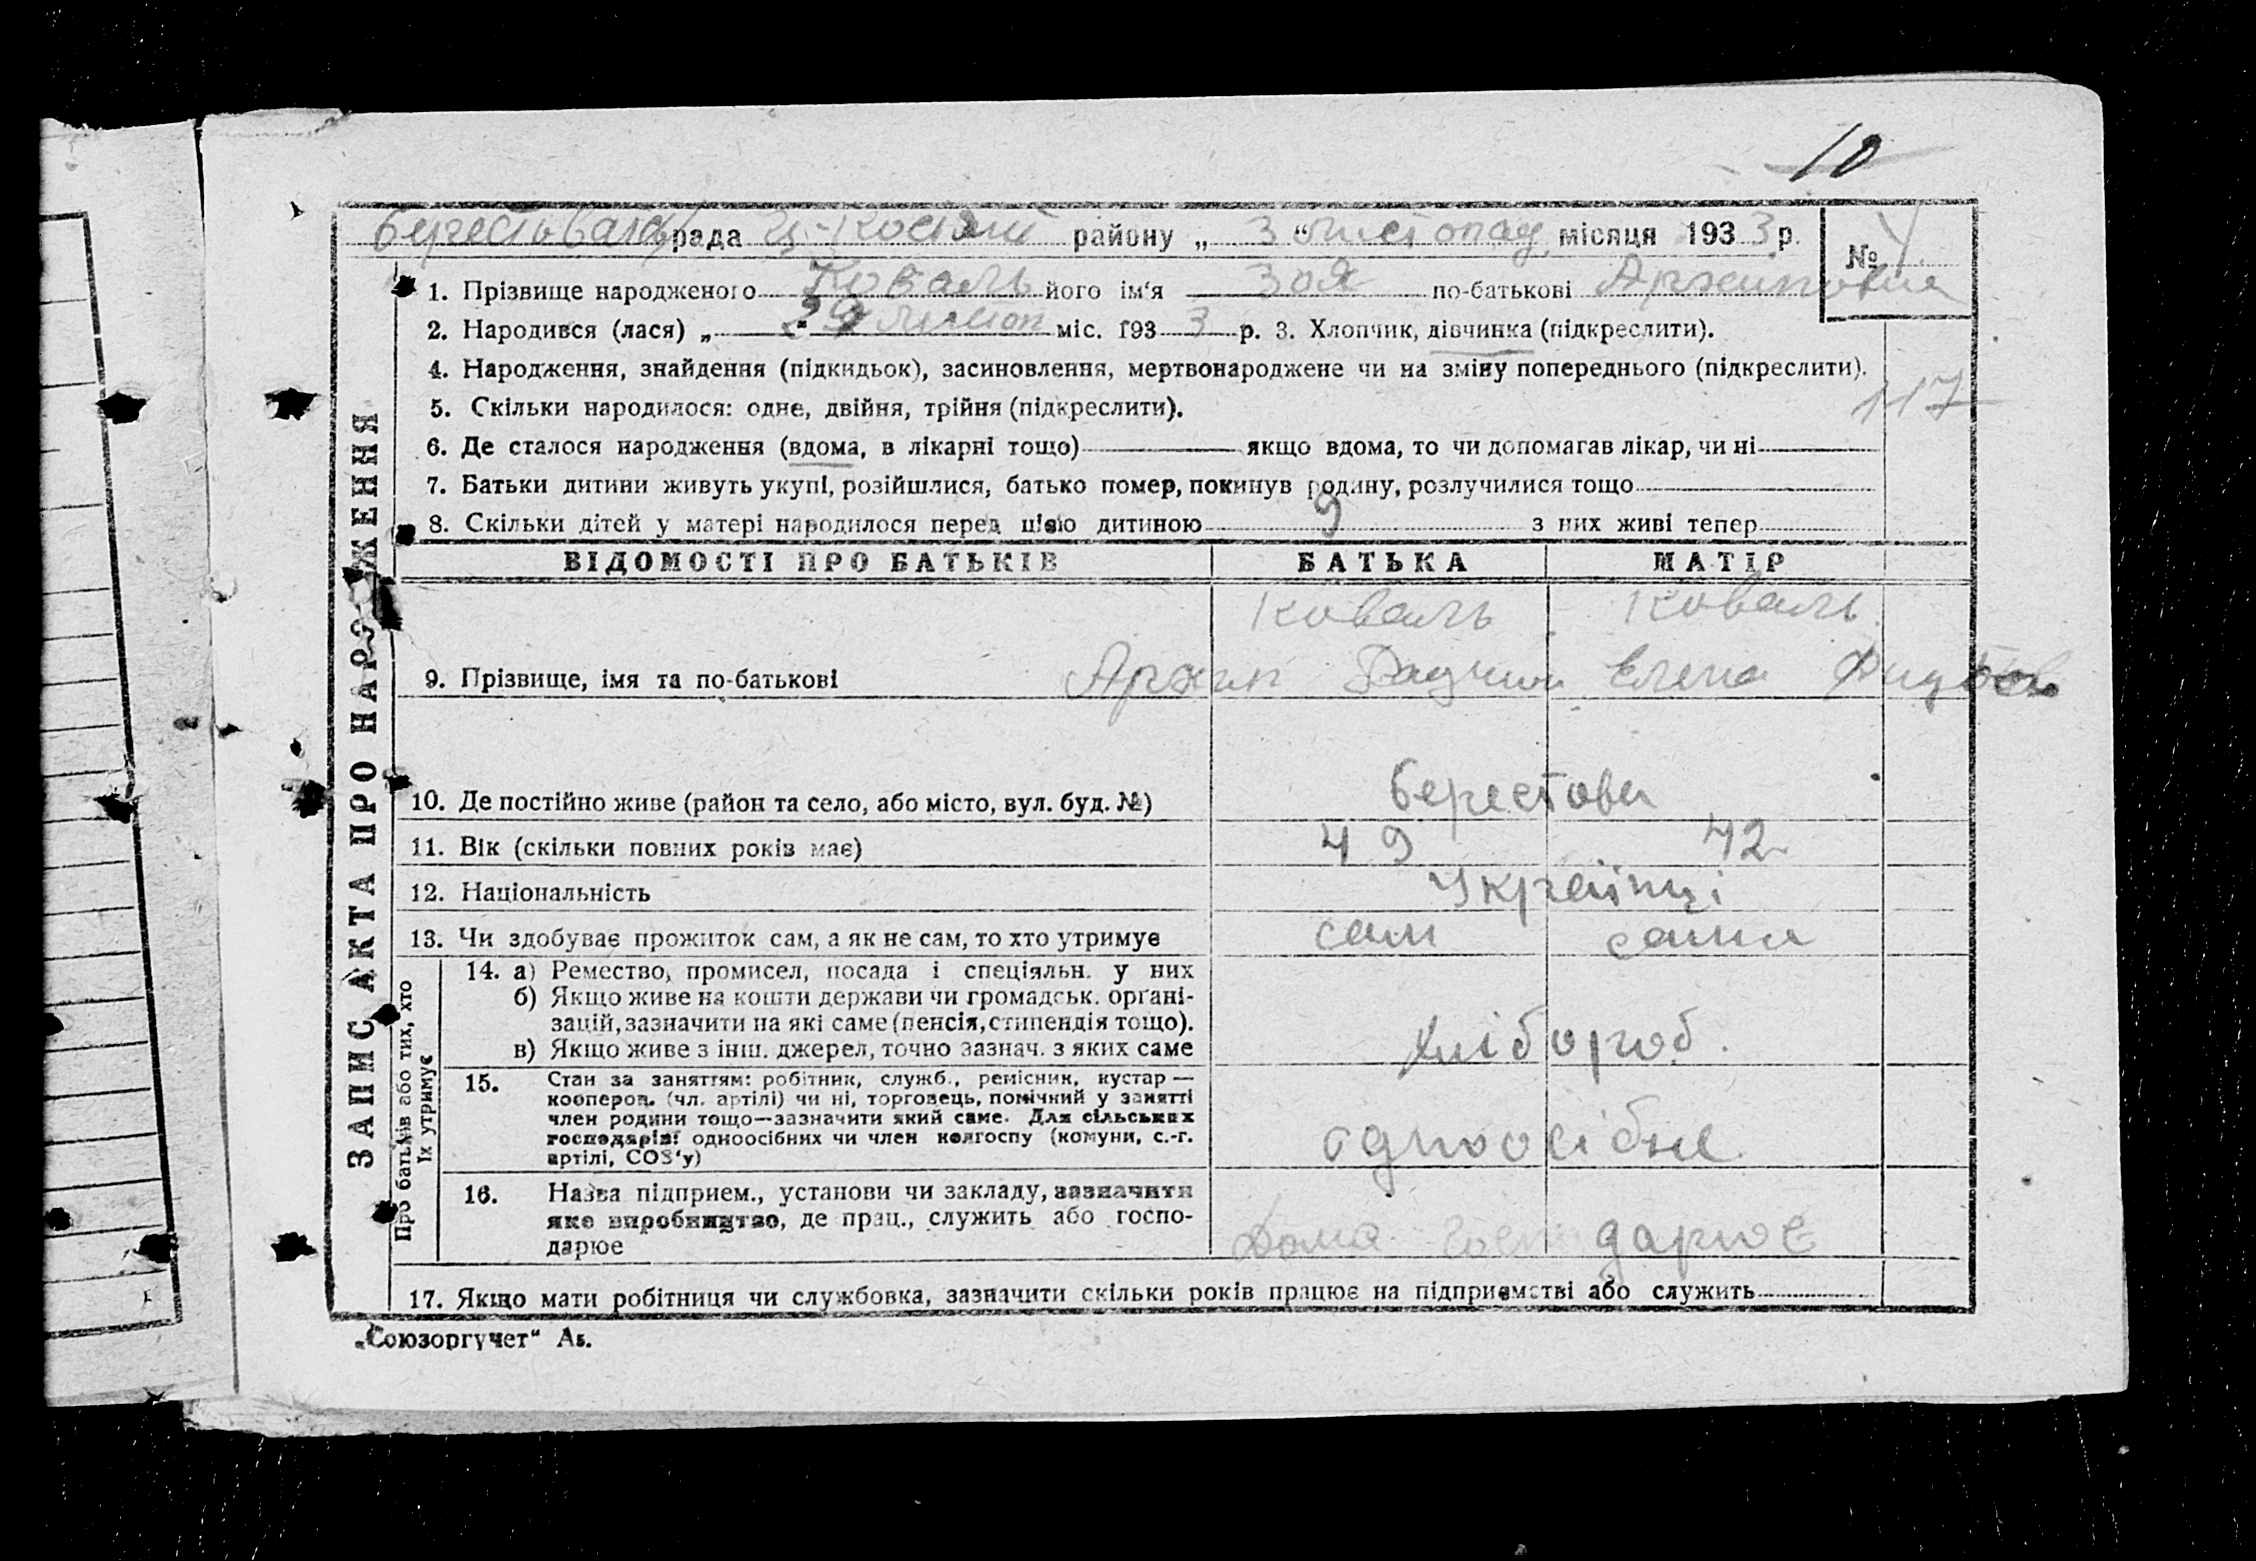 10
рада района „ 3 “ листопад місяця 1933 р.
№
1. Прізвище народженого Коваль його ім'я Зоя по-батькові Архиповна
2. Народився (лася) „ 29 “ міс. 1933 р. 3. Хлопчик, дівчинка (підкреслити).
4. Народження, знайдення (підкидьок), засиновлення, мертвонароджене чи на зміну попереднього (підкреслити).
117
5. Скільки народилося: одне, двійня, трійня (підкреслити).
6. Де сталося народження (вдома, в лікарні тощо) якщо вдома, то чи допомагав лікар, чи ні
7. Батьки дитини живуть укупі, розійшлися, батько помер, покинув родину, розлучилися тощо
8. Скільки дітей у матері народилося перед цією дитиною 9 з них живі тепер
ЗАПИС АКТА ПРО НАРОДЖЕННЯ
ВІДОМОСТІ ПРО БАТЬКІВ БАТЬКА МАТІР
Коваль Коваль
9. Прізвище, імя та по-батькові Архип Елена
10. Де постійно живе (район та село, або місто, вул. буд. №) Берестова
11. Вік (скільки повних років має) 49 42
12. Національність Українці
13. Чи здобуває прожиток сам, а як не сам, то хто утримує сам сама
Про батьків або тих, хто їх утримує
14. а) Ремество, промисел, посада і спеціяльн. у них
б) Якщо живе на кошти держави чи громадськ. органі-
зацій, зазначити на які саме (пенсія, стипендія тощо).
в) Якщо живе з інш. джерел, точно зазнач. з яких саме хлібороб.
15. Стан за заняттям: робітник, служб., ремісник, кустар —
кооперов. (чл. артілі) чи ні, торговець, помічний у занятті
член родини тощо—зазначити який саме. Для сільських
господарів: одноосібних чи член колгоспу (комуни, с.-г. одноосібне
артілі, СОЗ'у)
16. Назва підприєм., установи чи закладу, зазначити
яке виробництво, де прац., служить або госпо-
дарює Дома господарює
17. Якщо мати робітниця чи службовка, зазначити скільки років працює на підприємстві або служить
„Союзоргучет“ А5.